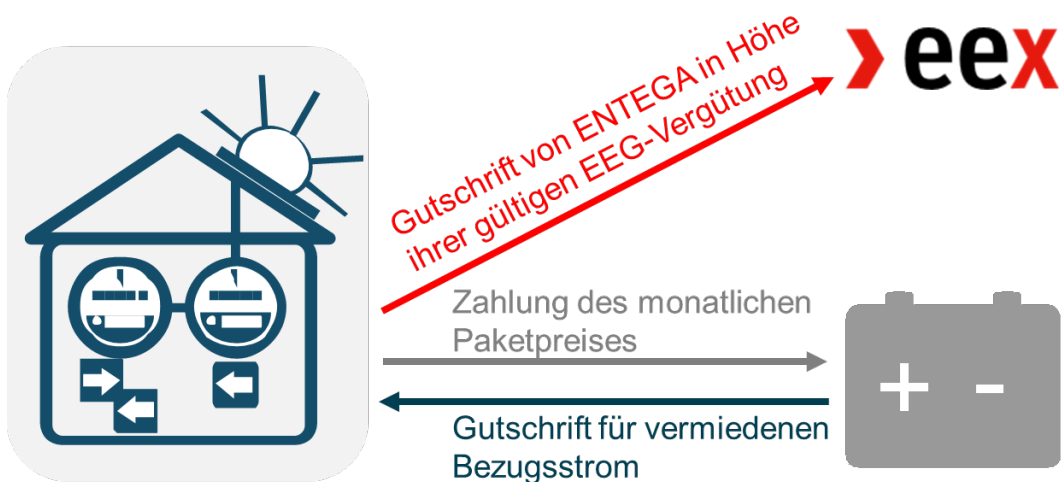 Gutschrift von ENTEGA in Höhe
ihrer gültigen EEG-Vergütung
eex
Zahlung des monatlichen
Paketpreises
+ -
Gutschrift für vermiedenen
Bezugsstrom